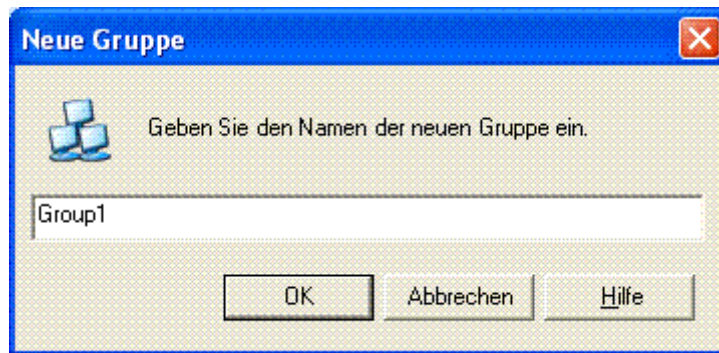 Neue Gruppe
Geben Sie den Namen der neuen Gruppe ein.
Group1
OK Abbrechen Hilfe